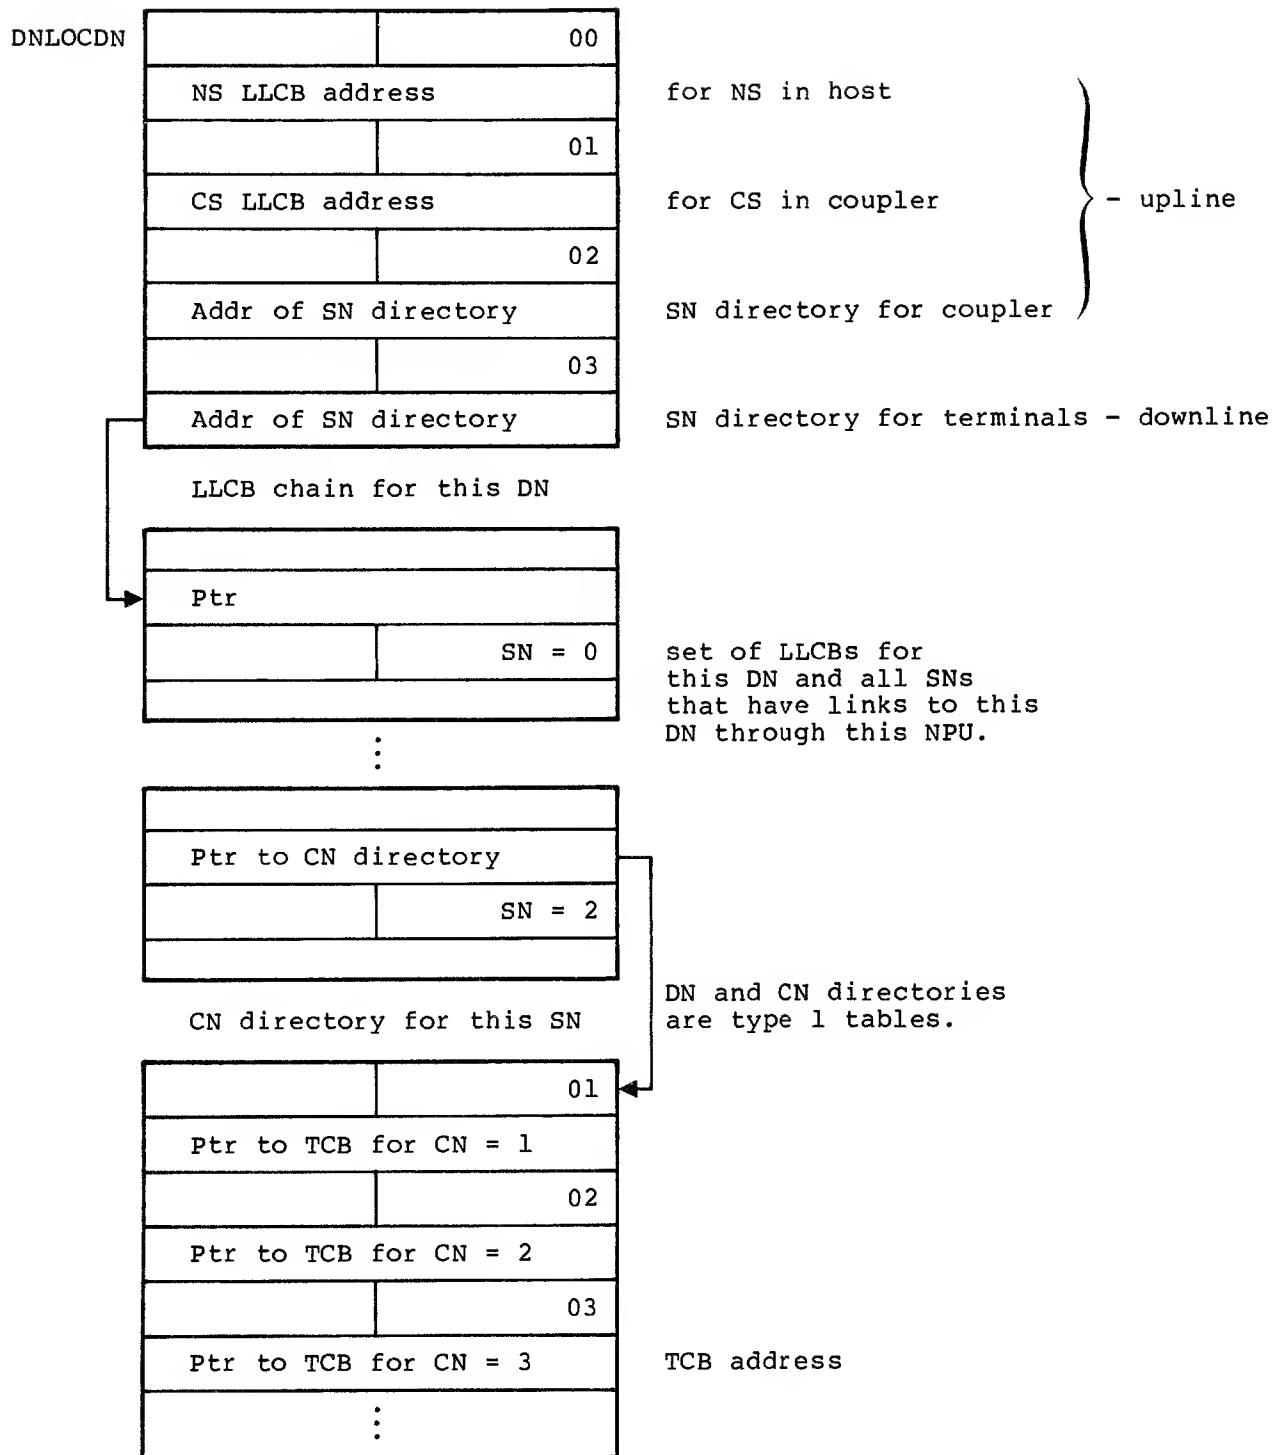 DNLOCDN
00
NS LLCB address
for NS in host
01
CS LLCB address
for CS in coupler
- upline
02
Addr of SN directory
SN directory for coupler
03
Addr of SN directory
SN directory for terminals - downline
LLCB chain for this DN
Ptr
SN = 0
set of LLCBs for
this DN and all SNs
that have links to this
DN through this NPU.
Ptr to CN directory
SN = 2
DN and CN directories
are type 1 tables.
CN directory for this SN
01
Ptr to TCB for CN = 1
02
Ptr to TCB for CN = 2
03
Ptr to TCB for CN = 3
TCB address